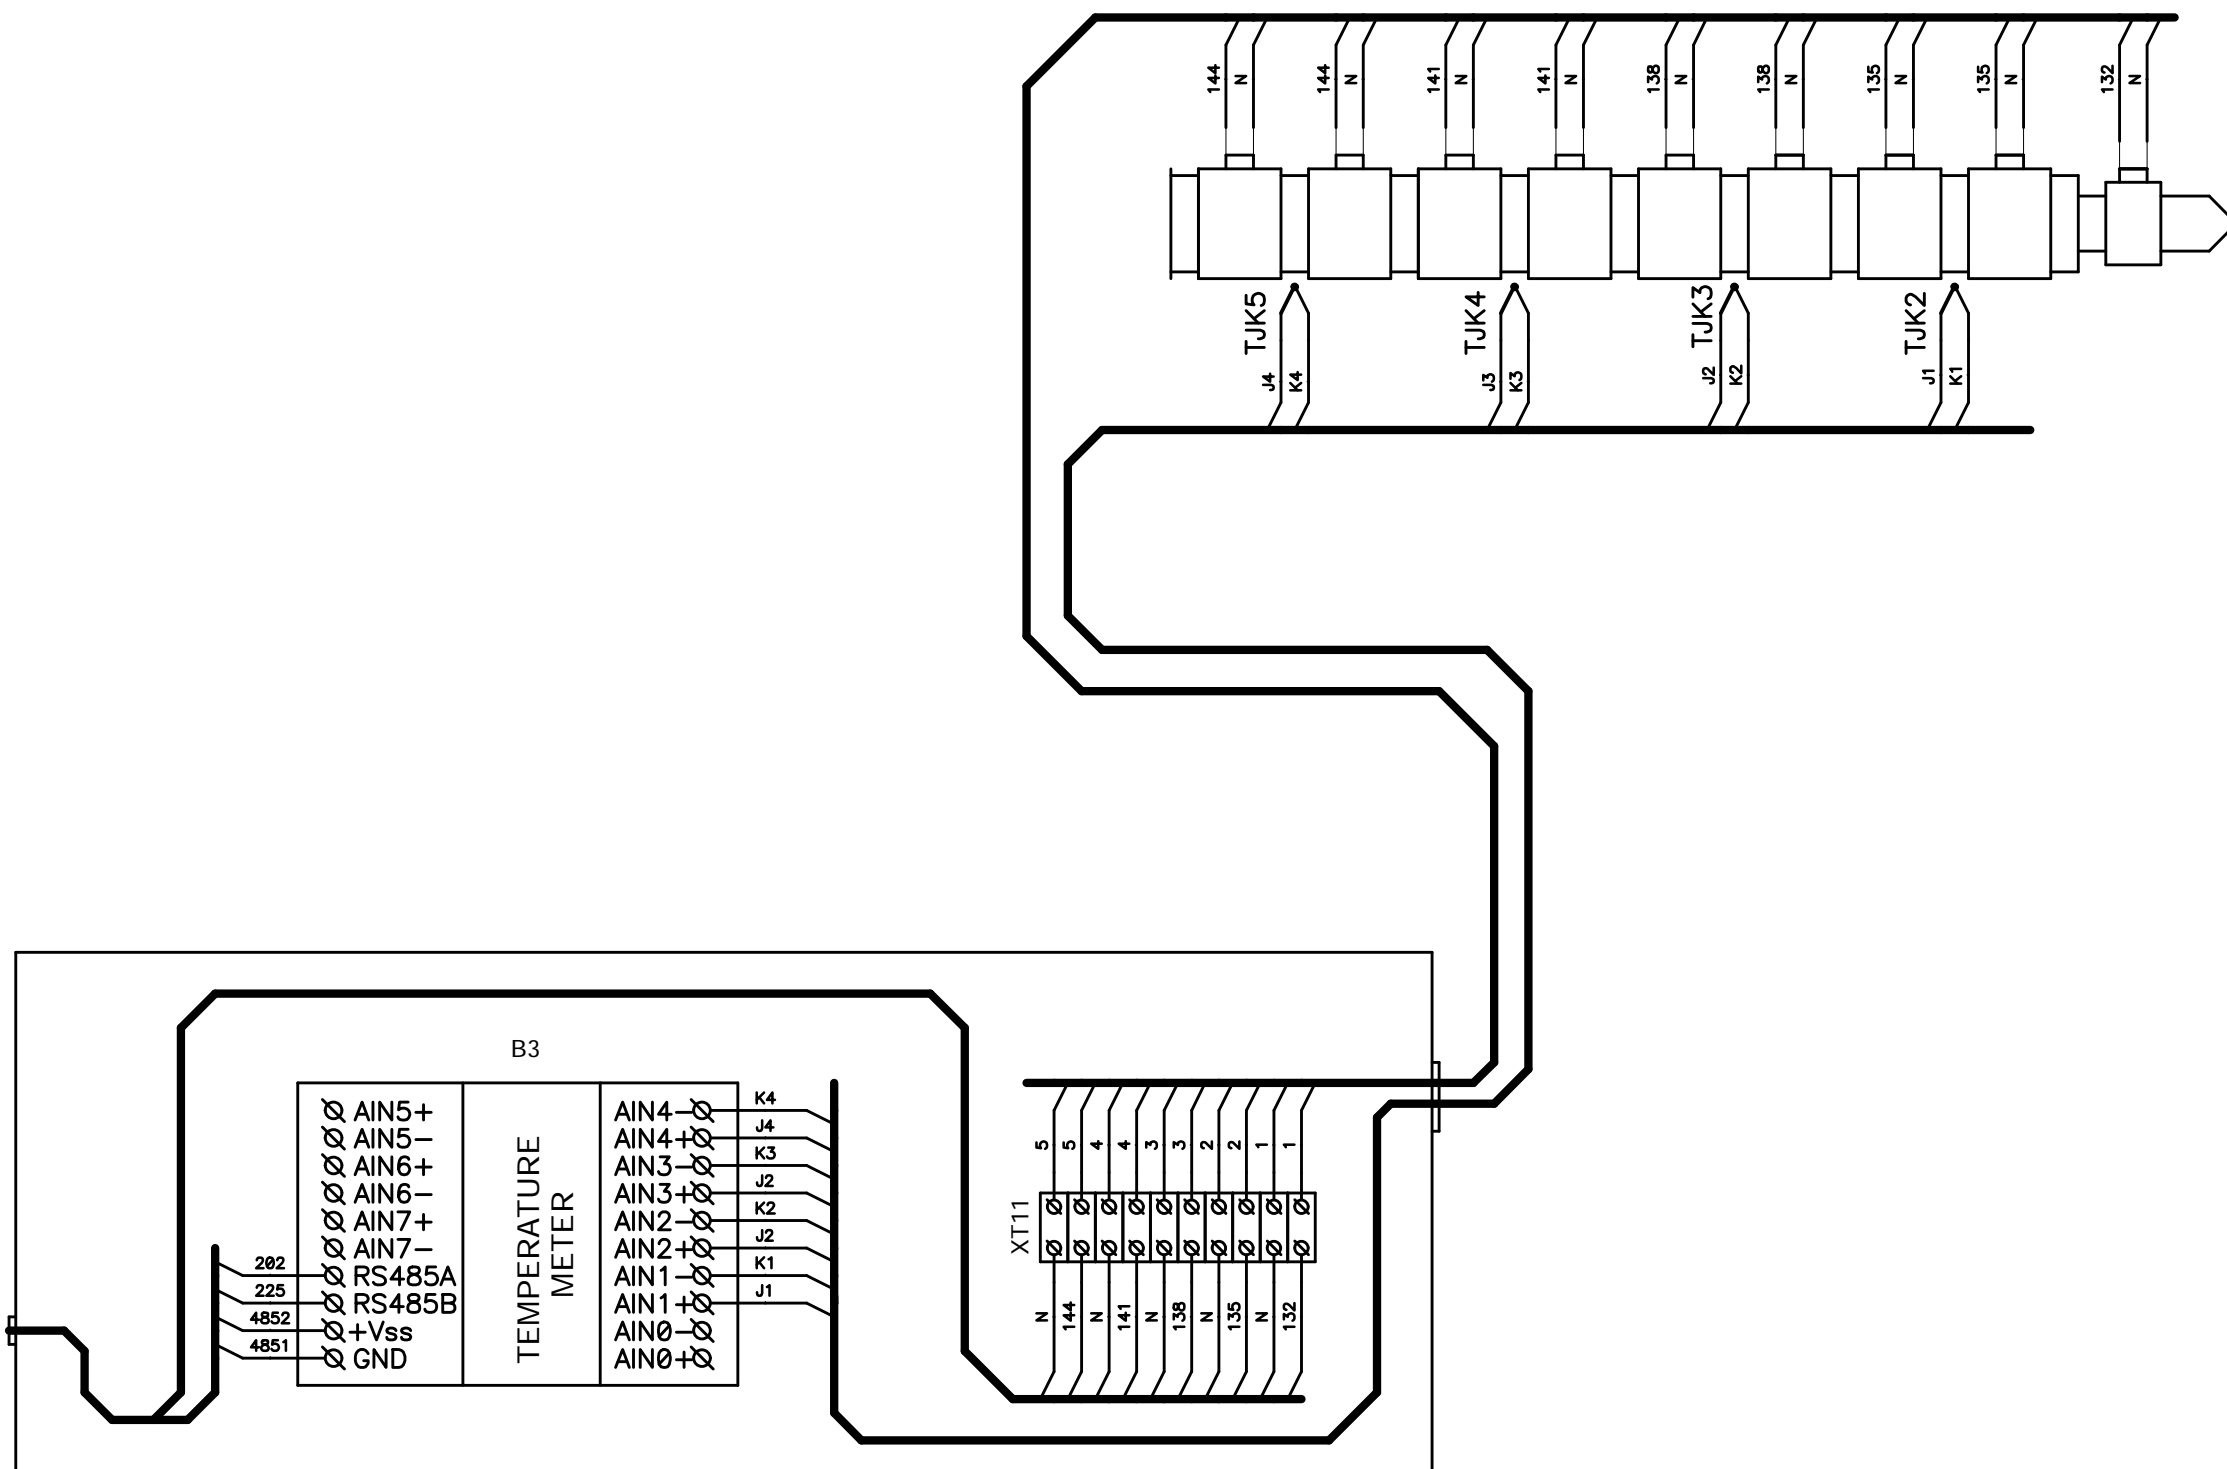 144
N
144
N
141
N
141
N
138
N
138
N
135
N
135
N
132
N
TJK5
TJK4
TJK3
TJK2
J4
K4
J3
K3
J2
K2
J1
K1
B3
AIN5+
AIN5-
AIN6+
AIN6-
AIN7+
AIN7-
202
RS485A
225
RS485B
4852
+Vss
4851
GND
TEMPERATURE
METER
AIN4-
K4
AIN4+
J4
AIN3-
K3
AIN3+
J2
AIN2-
K2
AIN2+
J2
AIN1-
K1
AIN1+
J1
AIN0-
AIN0+
XT11
5
5
4
4
3
3
2
2
1
1
N
144
N
141
N
138
N
135
N
132